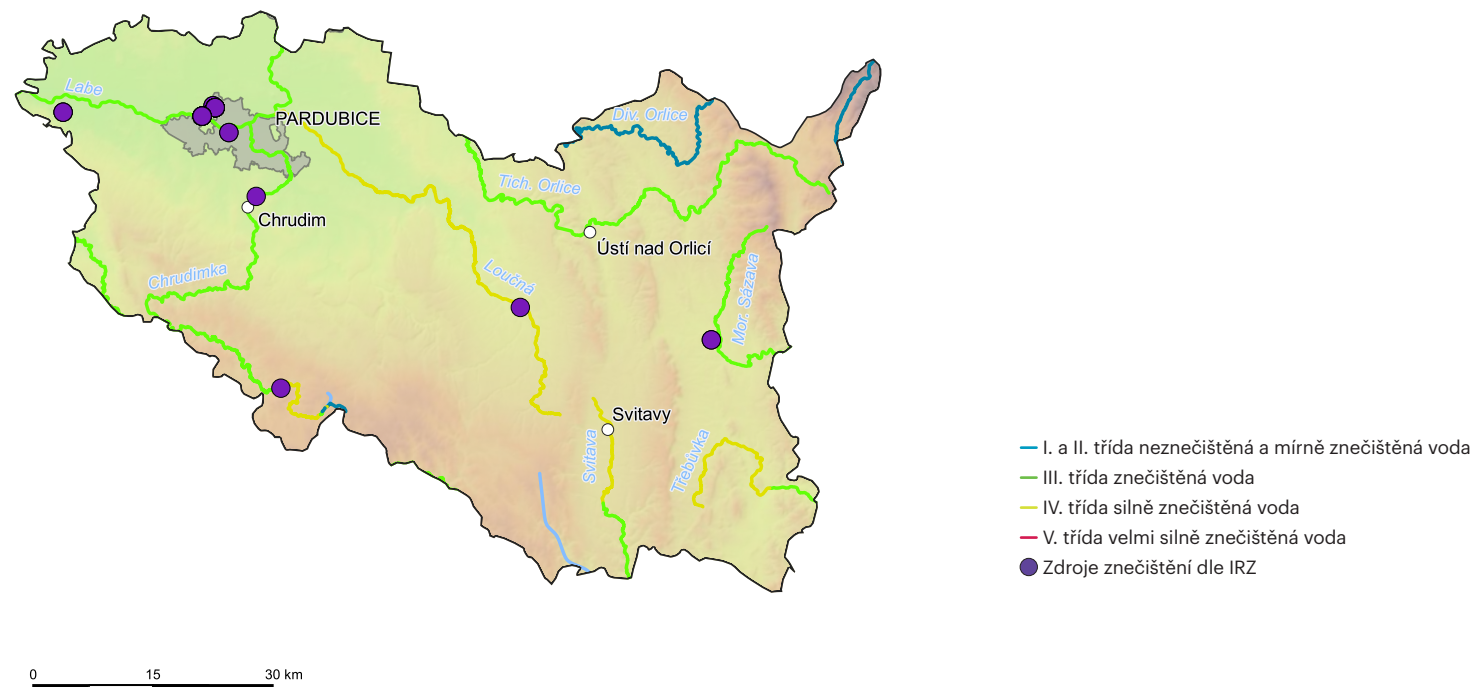 Labe
PARDUBICE
Div. Orlice
Tich. Orlice
Chrudim
Ústí nad Orlicí
Chrudimka
Loučná
Mor. Sázava
Svitavy
Svitava
Třebůvka
I. a II. třída neznečištěná a mírně znečištěná voda
III. třída znečištěná voda
IV. třída silně znečištěná voda
V. třída velmi silně znečištěná voda
Zdroje znečištění dle IRZ
0 15 30 km